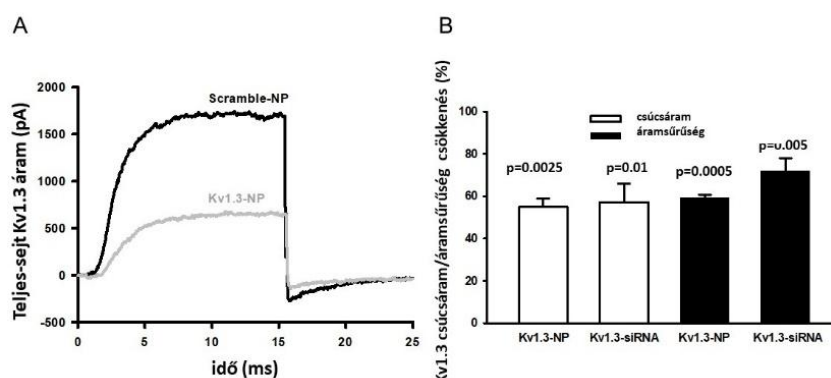 A
Teljes-sejt Kv1.3 áram (pA)
2000
1500
1000
500
0
-500
Scramble-NP
Kv1.3-NP
0
5
10
15
20
25
idő (ms)
B
Kv1.3 csúcsáram/áramsűrűség csökkenés (%)
100
80
60
40
20
0
csúcsáram
áramsűrűség
p=0.0025
p=0.01
p=0.0005
p=0.005
Kv1.3-NP
Kv1.3-siRNA
Kv1.3-NP
Kv1.3-siRNA